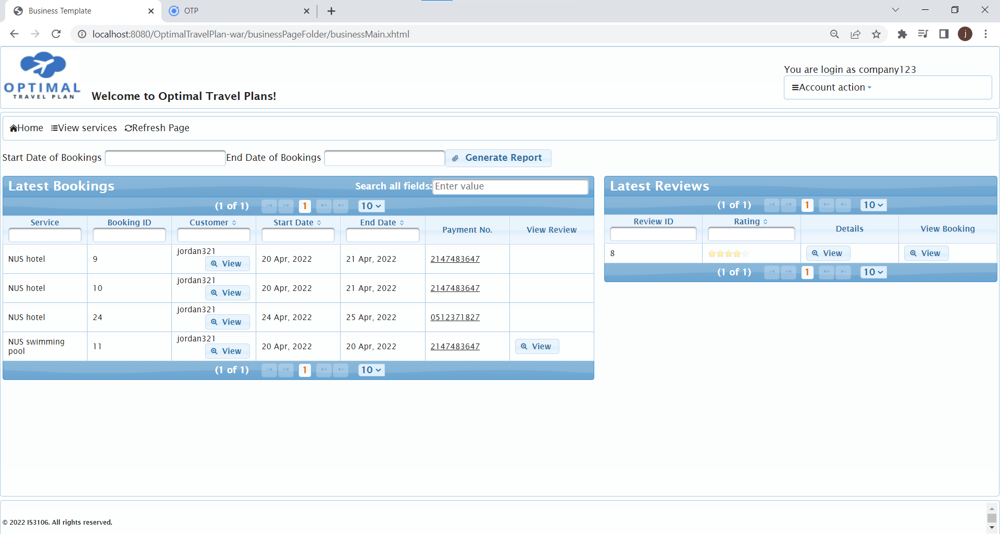 Business Template
OTP
localhost:8080/OptimalTravelPlan-war/businessPageFolder/businessMain.xhtml
j
OPTIMAL
TRAVEL PLAN
Welcome to Optimal Travel Plans!
You are login as company123
Account action
Home View services Refresh Page
Start Date of Bookings End Date of Bookings Generate Report
Latest Bookings Search all fields: Enter value
(1 of 1) 1 10
Service Booking ID Customer Start Date End Date Payment No. View Review
NUS hotel 9 jordan321 View 20 Apr, 2022 21 Apr, 2022 2147483647
NUS hotel 10 jordan321 View 20 Apr, 2022 21 Apr, 2022 2147483647
NUS hotel 24 jordan321 View 24 Apr, 2022 25 Apr, 2022 0512371827
NUS swimming pool 11 jordan321 View 20 Apr, 2022 20 Apr, 2022 2147483647 View
(1 of 1) 1 10
Latest Reviews
(1 of 1) 1 10
Review ID Rating Details View Booking
8 View View
(1 of 1) 1 10
© 2022 IS3106. All rights reserved.